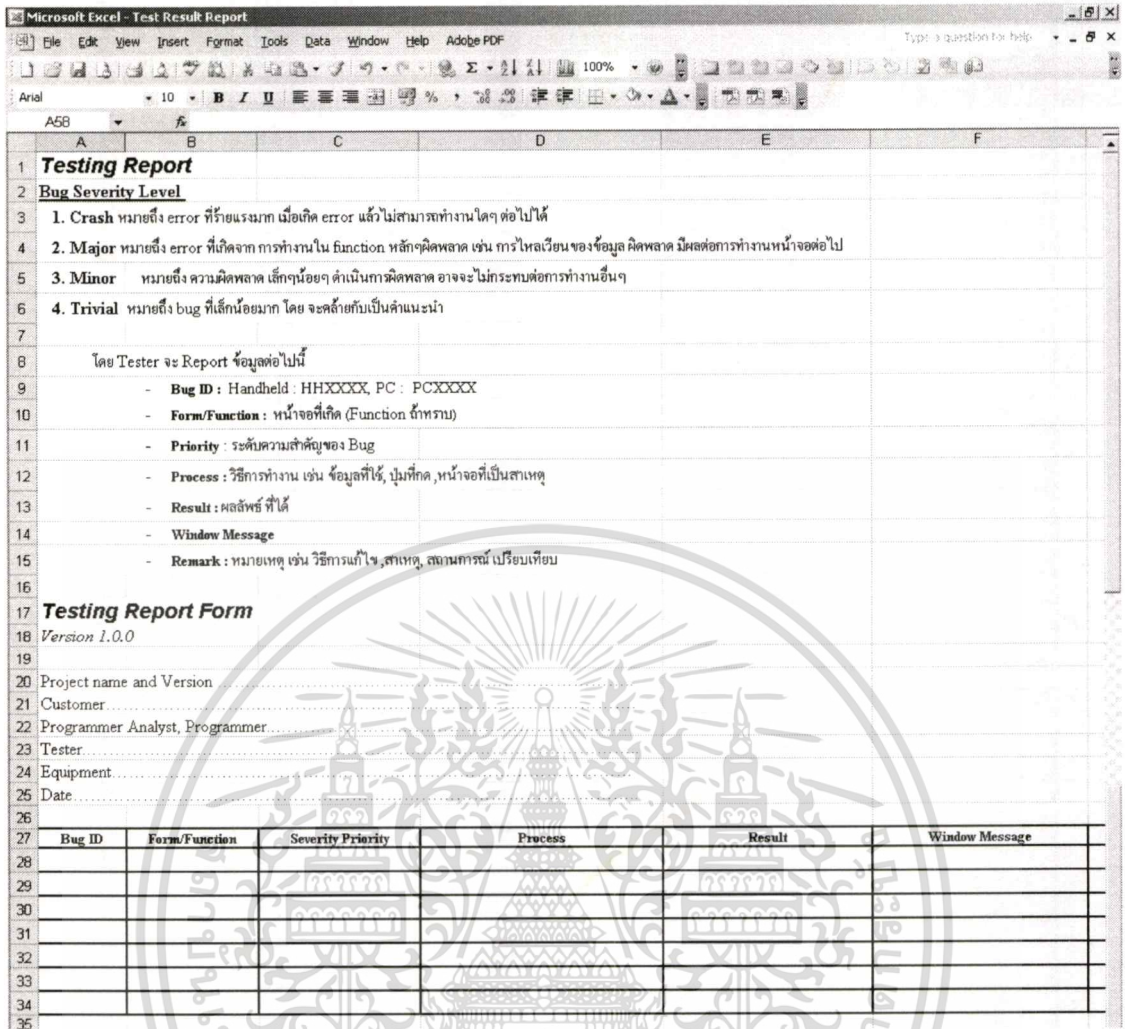 Microsoft Excel - Test Result Report
File Edit View Insert Format Tools Data Window Help Adobe PDF
Type a question for help
100%
Arial 10 B I U
A58 fx
A B C D E F
1 Testing Report
2 Bug Severity Level
3 1. Crash หมายถึง error ที่ร้ายแรงมาก เมื่อเกิด error แล้วไม่สามารถทำงานใดๆ ต่อไปได้
4 2. Major หมายถึง error ที่เกิดจาก การทำงานใน function หลักๆผิดพลาด เช่น การไหลเวียนของข้อมูล ผิดพลาด มีผลต่อการทำงานหน้าจอต่อไป
5 3. Minor หมายถึง ความผิดพลาด เล็กๆน้อยๆ ดำเนินการผิดพลาด อาจจะไม่กระทบต่อการทำงานอื่นๆ
6 4. Trivial หมายถึง bug ที่เล็กน้อยมาก โดย จะคล้ายกับเป็นคำแนะนำ
7
8 โดย Tester จะ Report ข้อมูลต่อไปนี้
9 - Bug ID : Handheld : HHXXXX, PC : PCXXXX
10 - Form/Function : หน้าจอที่เกิด (Function ถ้าทราบ)
11 - Priority : ระดับความสำคัญของ Bug
12 - Process : วิธีการทำงาน เช่น ข้อมูลที่ใช้, ปุ่มที่กด ,หน้าจอที่เป็นสาเหตุ
13 - Result : ผลลัพธ์ ที่ได้
14 - Window Message
15 - Remark : หมายเหตุ เช่น วิธีการแก้ไข ,สาเหตุ, สถานการณ์ เปรียบเทียบ
16
17 Testing Report Form
18 Version 1.0.0
19
20 Project name and Version
21 Customer
22 Programmer Analyst, Programmer
23 Tester
24 Equipment
25 Date
26
27 Bug ID Form/Function Severity Priority Process Result Window Message
28
29
30
31
32
33
34
35